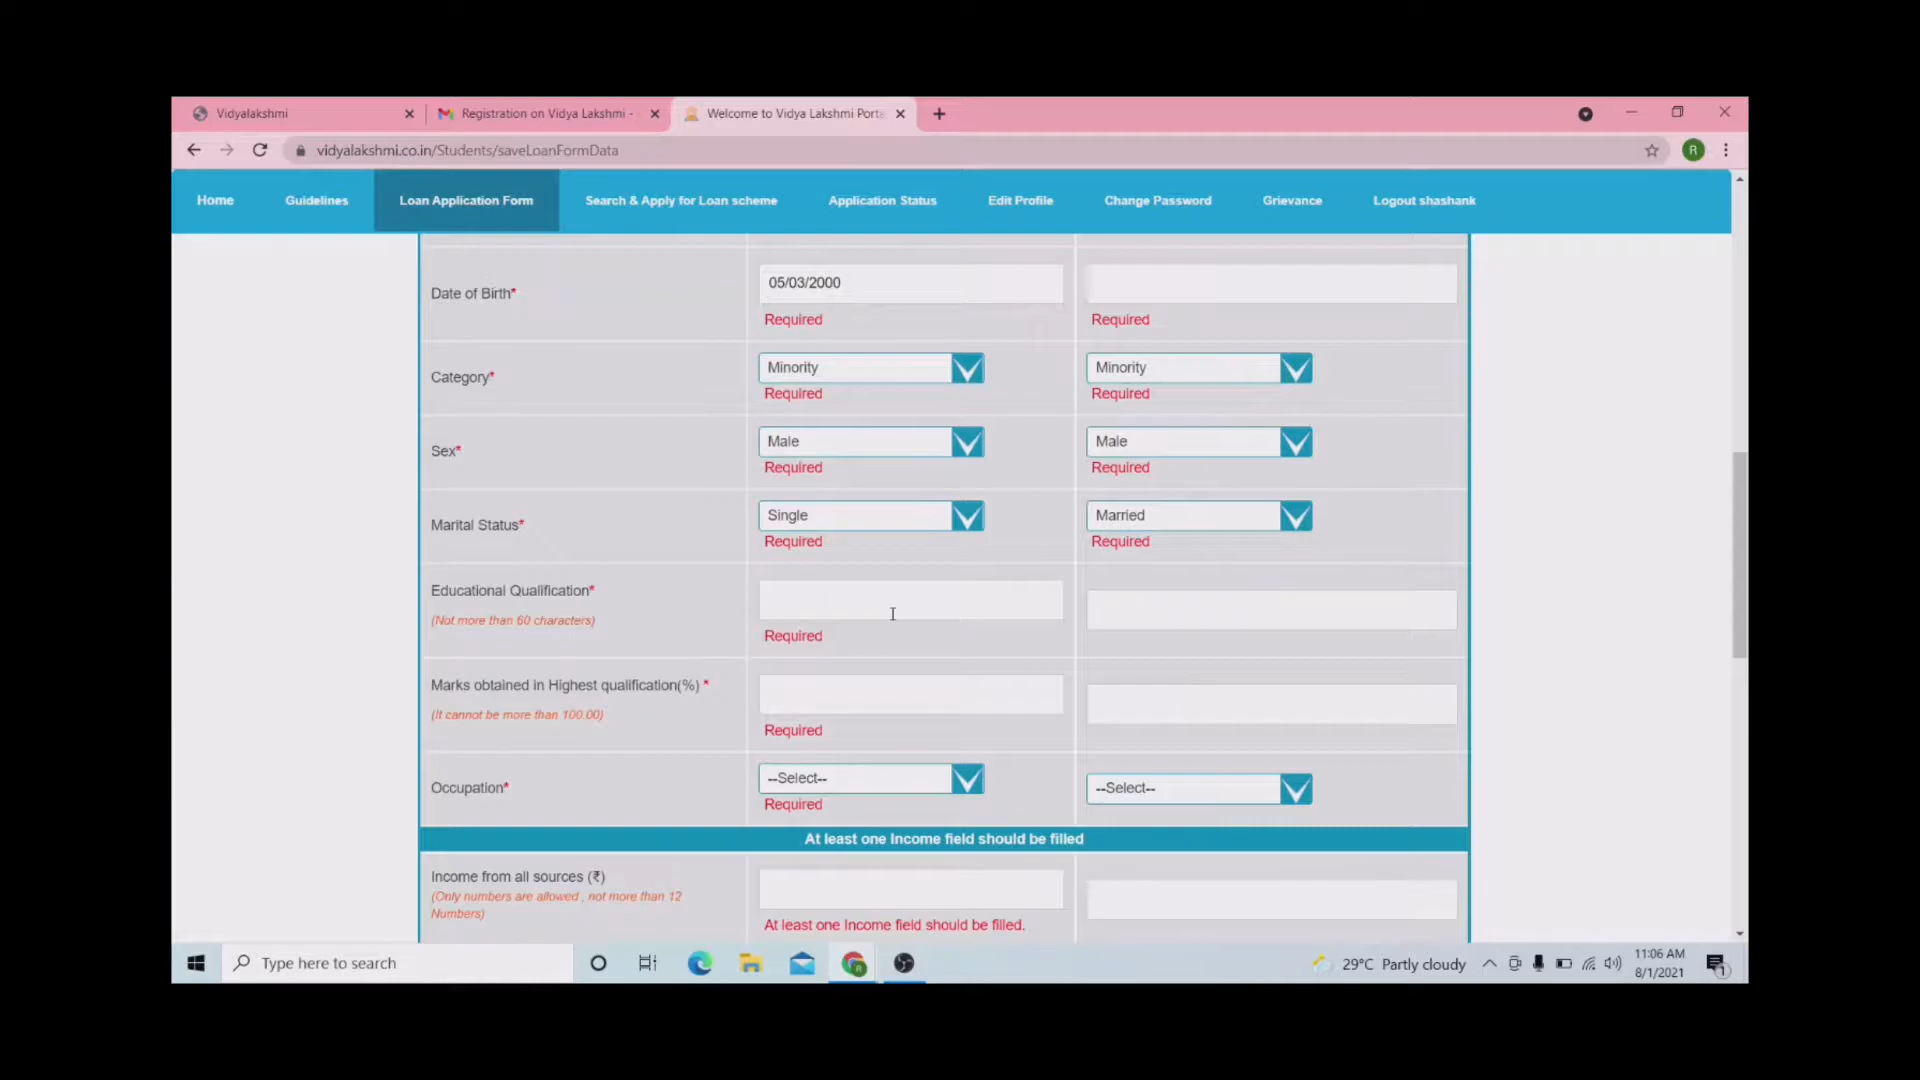 Vidyalakshmi
Registration on Vidya Lakshmi -
Welcome to Vidya Lakshmi Porta
vidyalakshmi.co.in/Students/saveLoanFormData
R
Home Guidelines Loan Application Form Search & Apply for Loan scheme Application Status Edit Profile Change Password Grievance Logout shashank
Date of Birth*
05/03/2000
Required Required
Category*
Minority Minority
Required Required
Sex*
Male Male
Required Required
Marital Status*
Single Married
Required Required
Educational Qualification*
(Not more than 60 characters)
Required
Marks obtained in Highest qualification(%) *
(It cannot be more than 100.00)
Required
Occupation*
--Select-- --Select--
Required
At least one Income field should be filled
Income from all sources (₹)
(Only numbers are allowed , not more than 12
Numbers)
At least one Income field should be filled.
Type here to search
29°C Partly cloudy
11:06 AM
8/1/2021
1